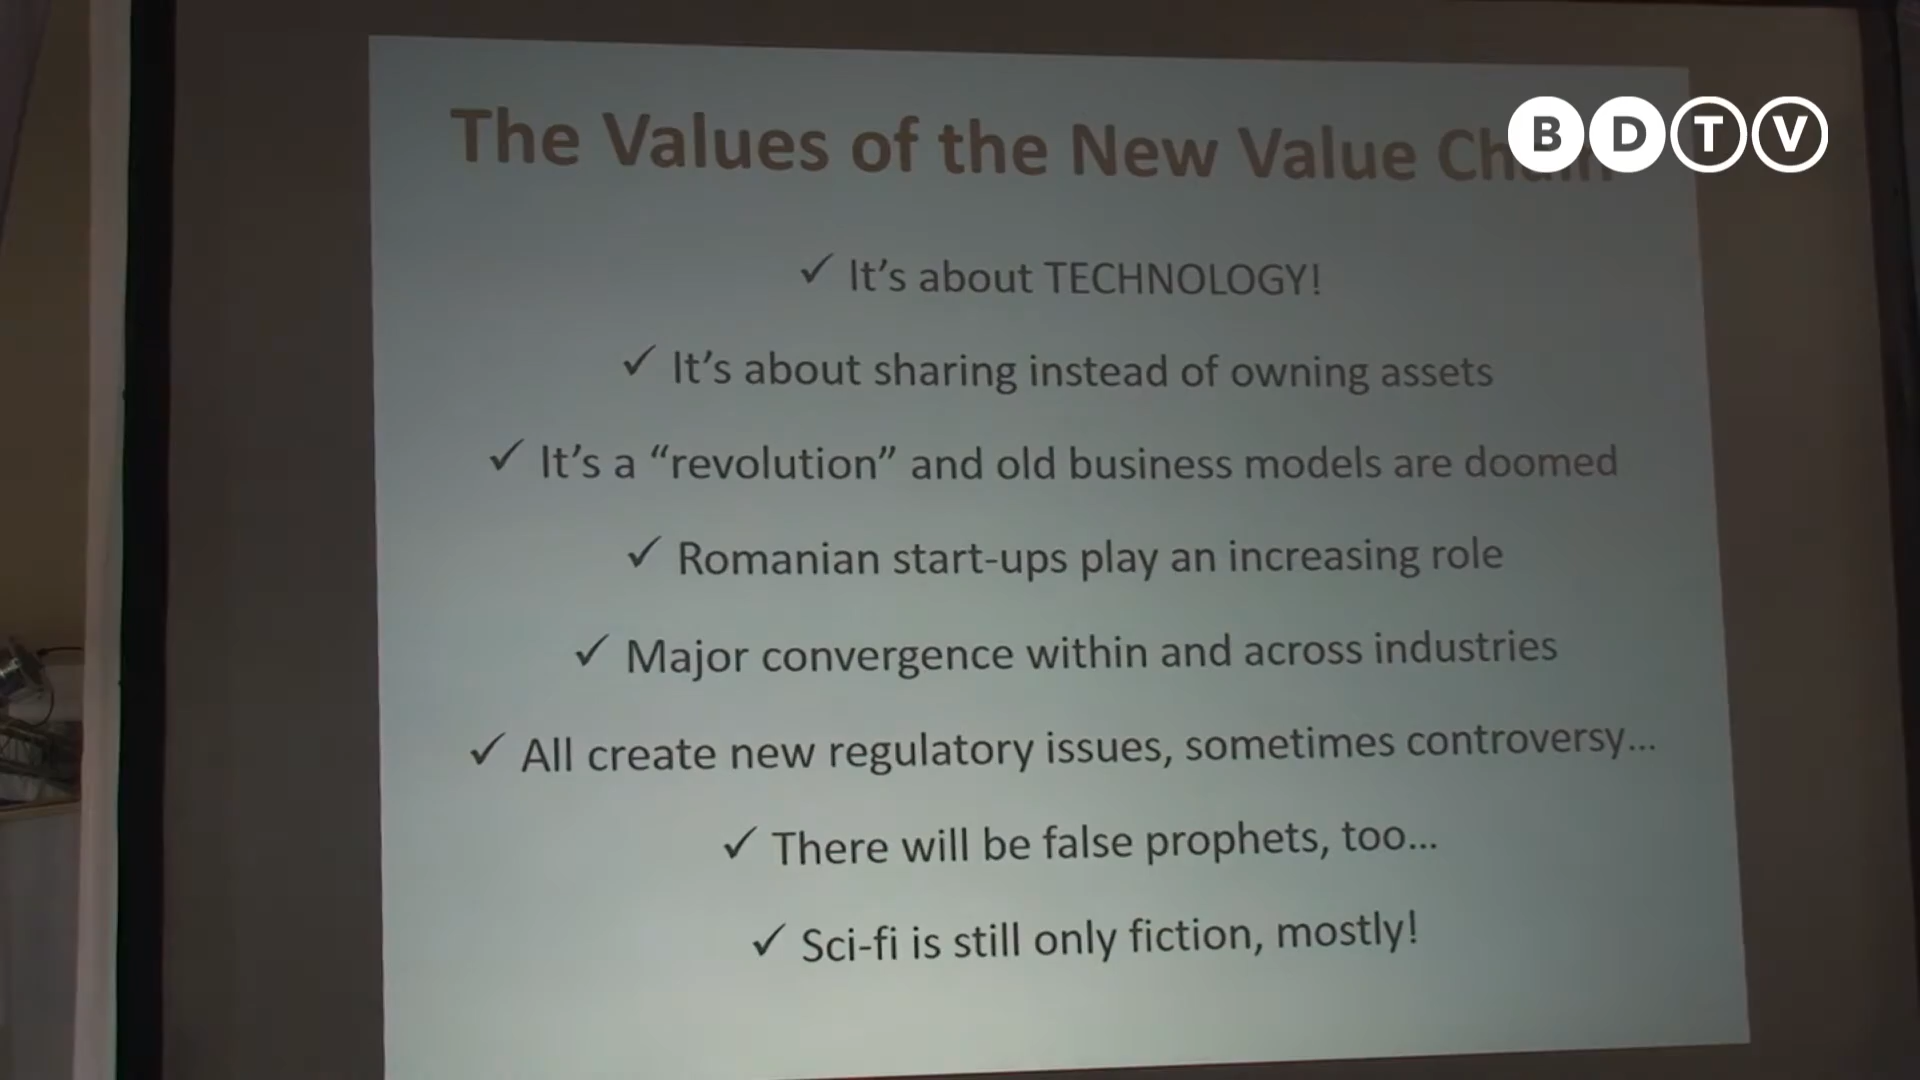 The Values of the New Value Chain
BDTV
✓ It's about TECHNOLOGY!
✓ It's about sharing instead of owning assets
✓ It's a “revolution” and old business models are doomed
✓ Romanian start-ups play an increasing role
✓ Major convergence within and across industries
✓ All create new regulatory issues, sometimes controversy...
✓ There will be false prophets, too...
✓ Sci-fi is still only fiction, mostly!